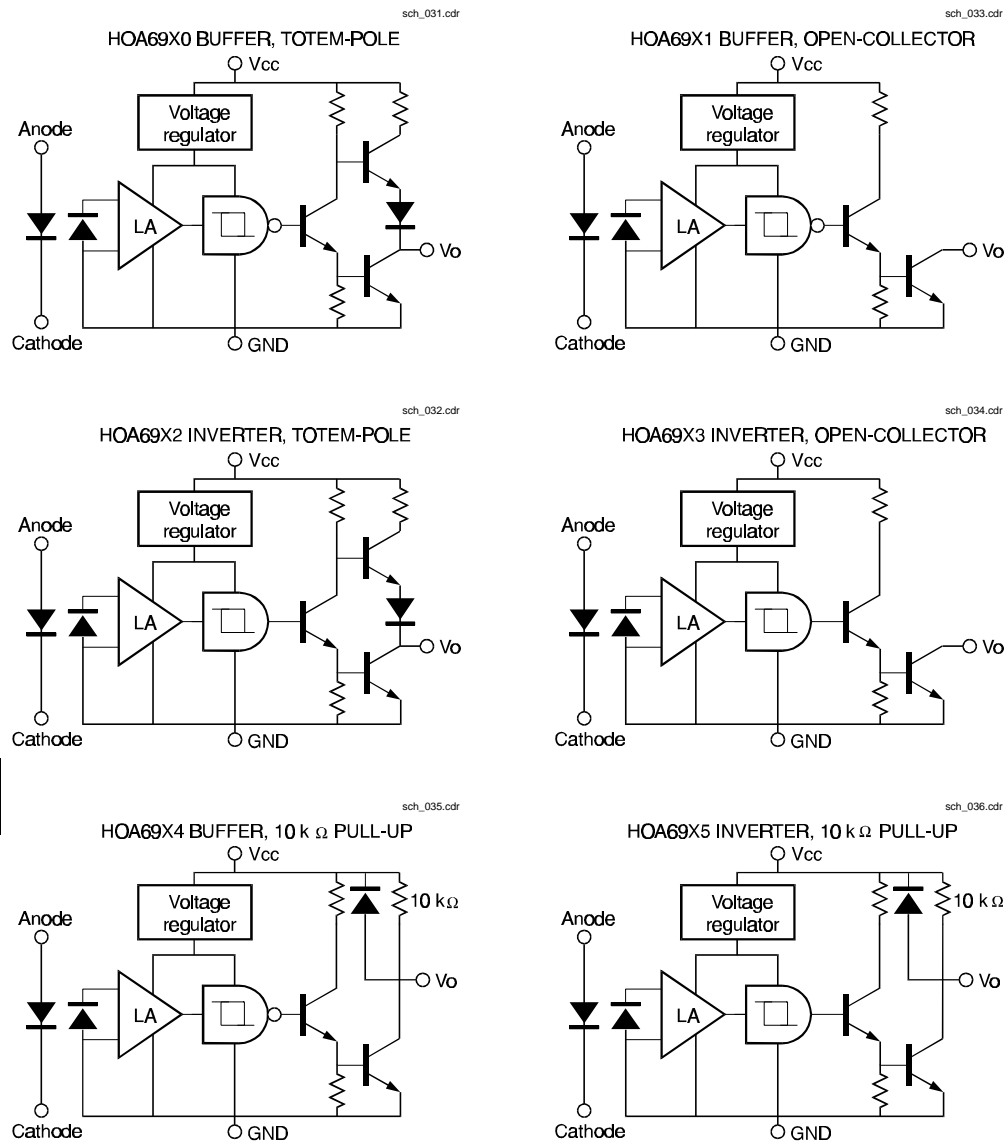 sch_031.cdr
HOA69X0 BUFFER, TOTEM-POLE
Vcc
Voltage
regulator
Anode
LA
Vo
Cathode
GND
sch_033.cdr
HOA69X1 BUFFER, OPEN-COLLECTOR
Vcc
Voltage
regulator
Anode
LA
Vo
Cathode
GND
sch_032.cdr
HOA69X2 INVERTER, TOTEM-POLE
Vcc
Voltage
regulator
Anode
LA
Vo
Cathode
GND
sch_034.cdr
HOA69X3 INVERTER, OPEN-COLLECTOR
Vcc
Voltage
regulator
Anode
LA
Vo
Cathode
GND
sch_035.cdr
HOA69X4 BUFFER, 10 k Ω PULL-UP
Vcc
10 kΩ
Voltage
regulator
Anode
Vo
LA
Cathode
GND
sch_036.cdr
HOA69X5 INVERTER, 10 k Ω PULL-UP
Vcc
10 kΩ
Voltage
regulator
Anode
Vo
LA
Cathode
GND